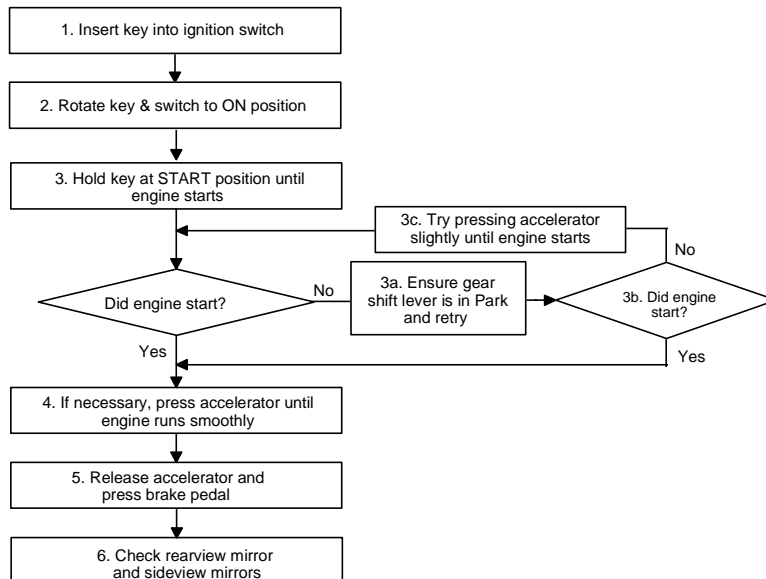 1. Insert key into ignition switch
2. Rotate key & switch to ON position
3. Hold key at START position until
engine starts
3c. Try pressing accelerator
slightly until engine starts
No
Did engine start?
No
3a. Ensure gear
shift lever is in Park
and retry
3b. Did engine
start?
Yes
Yes
4. If necessary, press accelerator until
engine runs smoothly
5. Release accelerator and
press brake pedal
6. Check rearview mirror
and sideview mirrors